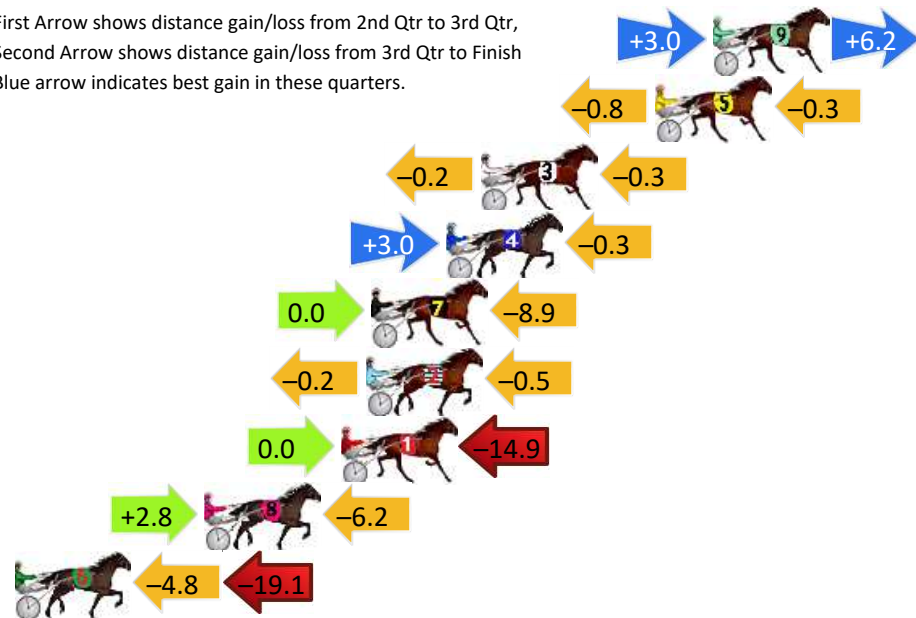 First Arrow shows distance gain/loss from 2nd Qtr to 3rd Qtr,
Second Arrow shows distance gain/loss from 3rd Qtr to Finish
Blue arrow indicates best gain in these quarters.
+3.0 9 +6.2
–0.8 5 –0.3
–0.2 3 –0.3
+3.0 4 –0.3
0.0 7 –8.9
–0.2 2 –0.5
0.0 1 –14.9
+2.8 8 –6.2
6 –4.8 –19.1